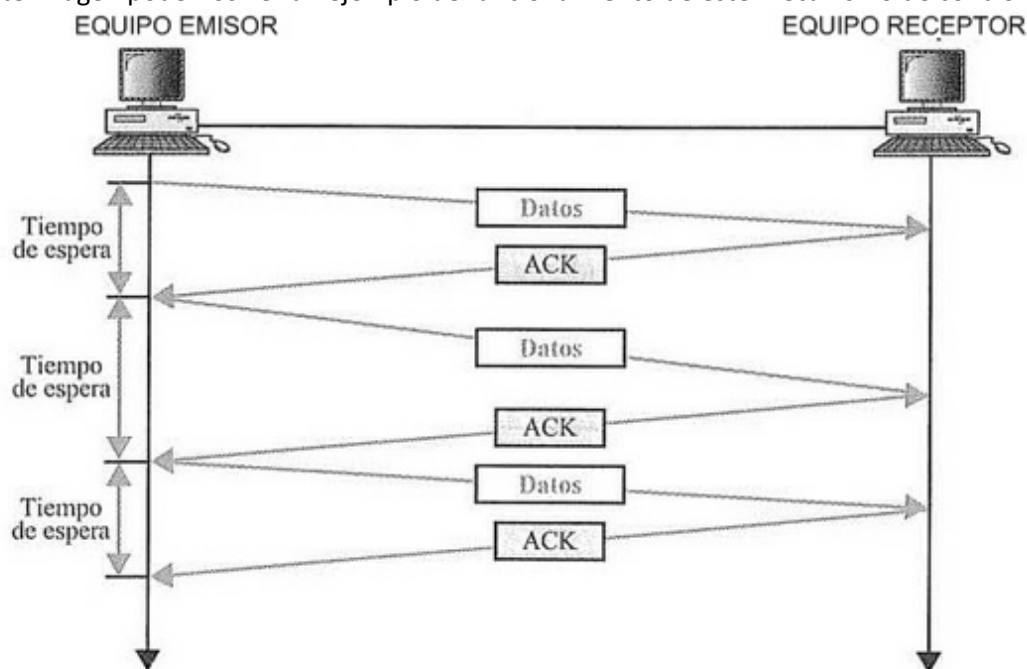 EQUIPO EMISOR
EQUIPO RECEPTOR
Datos
Tiempo
de espera
ACK
Datos
Tiempo
de espera
ACK
Datos
Tiempo
de espera
ACK